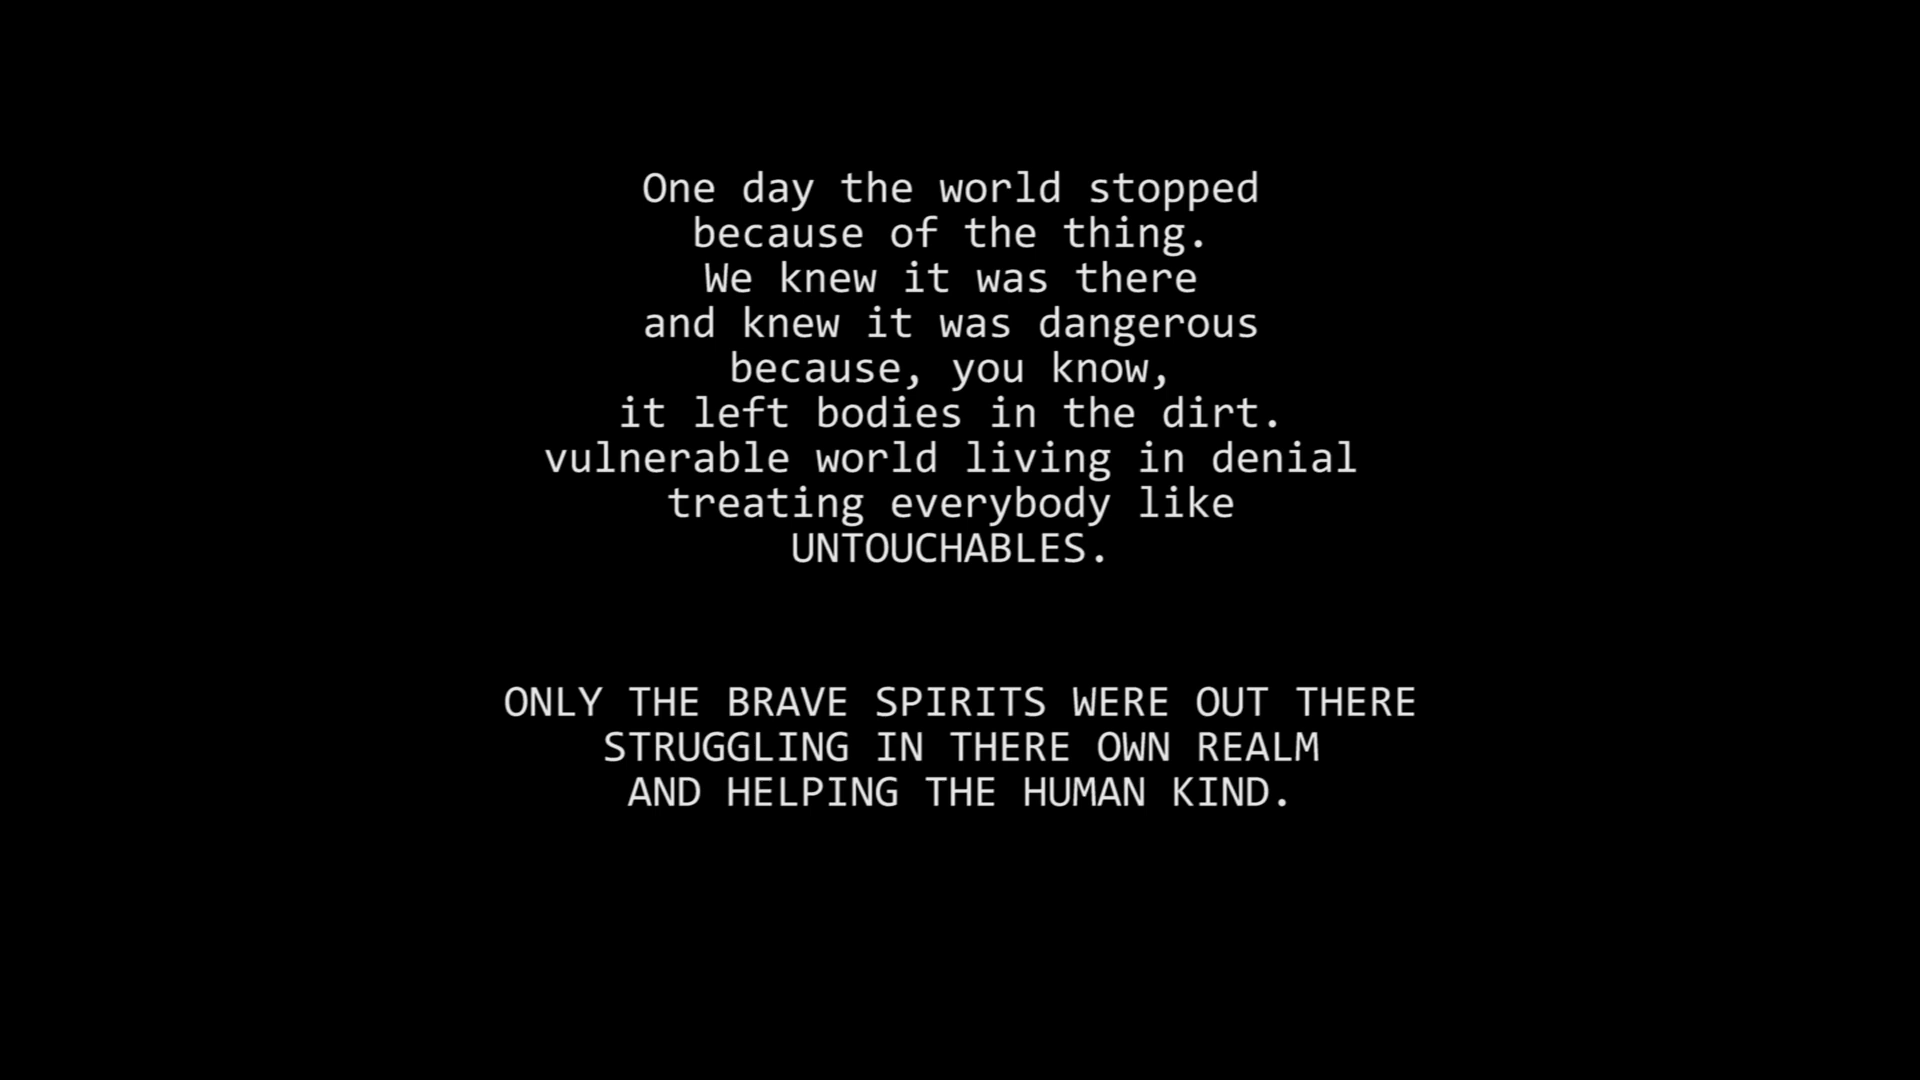 One day the world stopped
because of the thing.
We knew it was there
and knew it was dangerous
because, you know,
it left bodies in the dirt.
vulnerable world living in denial
treating everybody like
UNTOUCHABLES.
ONLY THE BRAVE SPIRITS WERE OUT THERE
STRUGGLING IN THERE OWN REALM
AND HELPING THE HUMAN KIND.